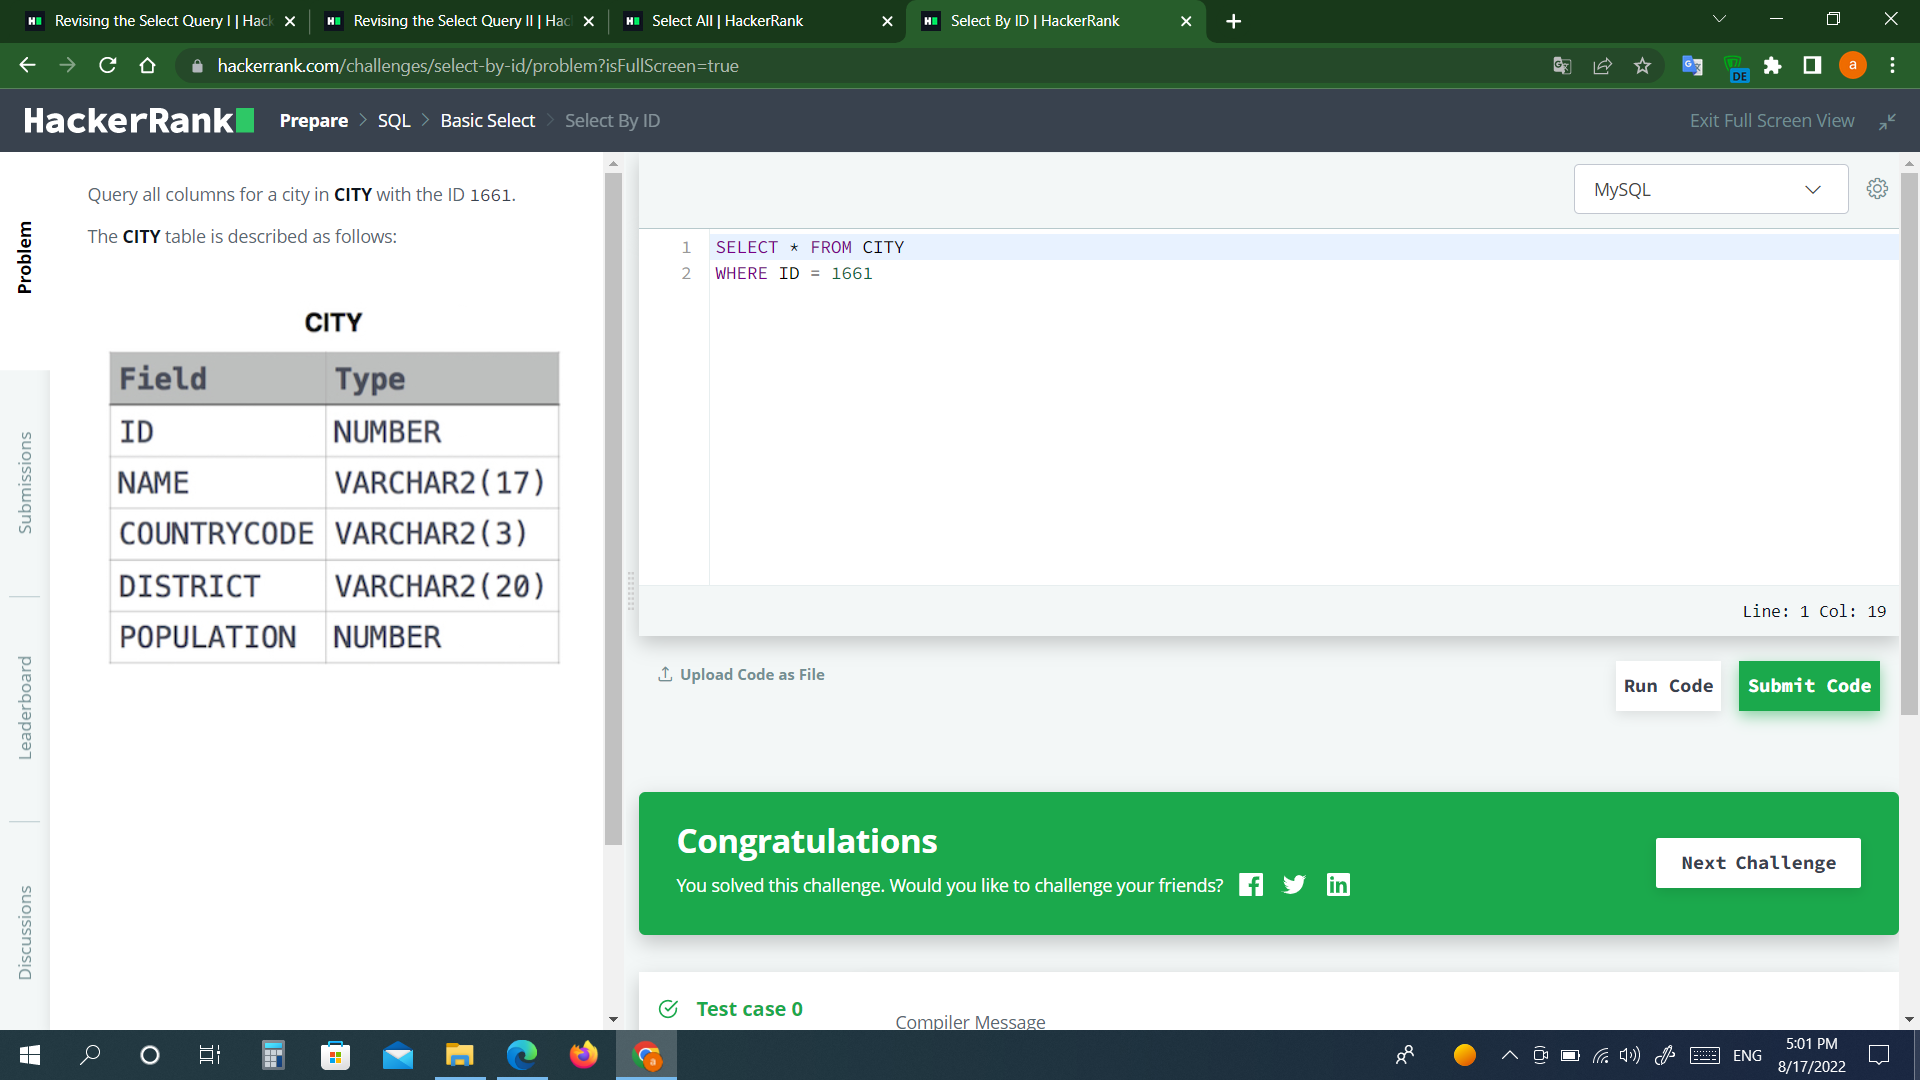 Revising the Select Query I | Hack
Revising the Select Query II | Hac
Select All | HackerRank
Select By ID | HackerRank
hackerrank.com/challenges/select-by-id/problem?isFullScreen=true
DE
a
HackerRank
Prepare > SQL > Basic Select > Select By ID
Exit Full Screen View
Problem
Submissions
Leaderboard
Discussions
Query all columns for a city in CITY with the ID 1661.
The CITY table is described as follows:
CITY
Field Type
ID NUMBER
NAME VARCHAR2(17)
COUNTRYCODE VARCHAR2(3)
DISTRICT VARCHAR2(20)
POPULATION NUMBER
MySQL
1 SELECT * FROM CITY
2 WHERE ID = 1661
Line: 1 Col: 19
Upload Code as File
Run Code
Submit Code
Congratulations
You solved this challenge. Would you like to challenge your friends?
Next Challenge
Test case 0
Compiler Message
ENG
5:01 PM
8/17/2022